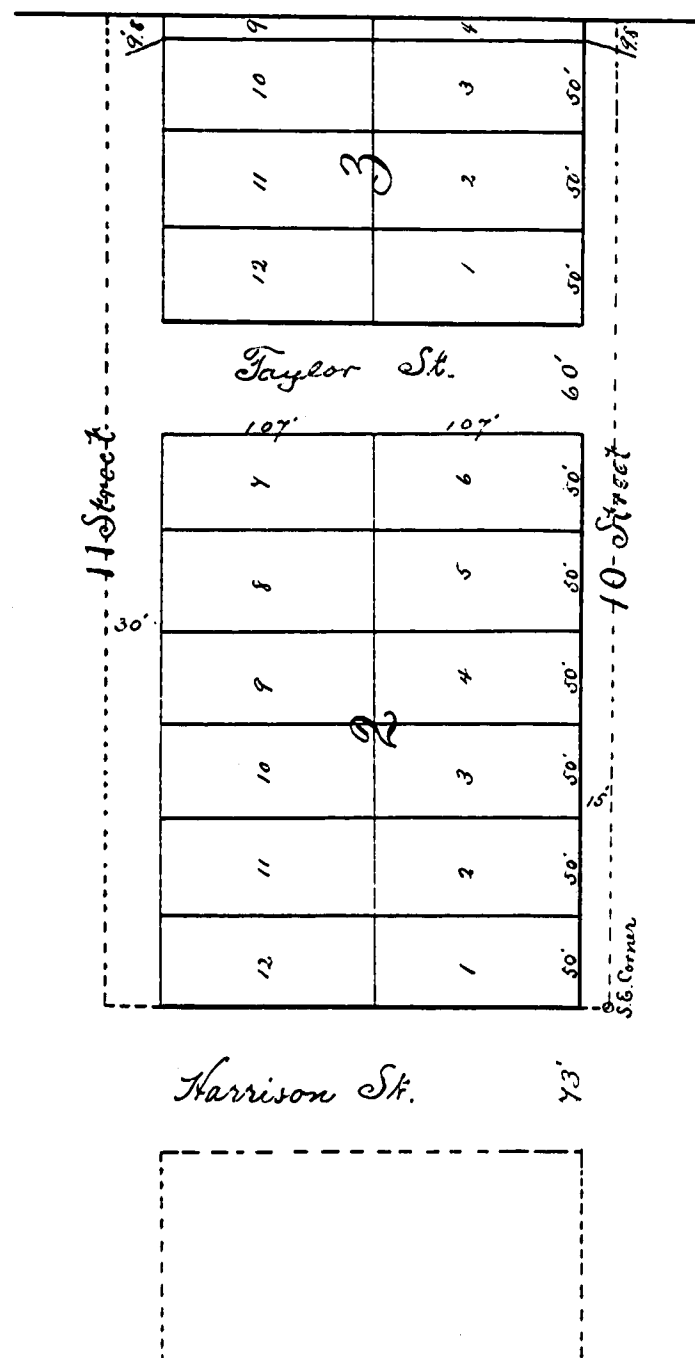 9.8 9 4 9.8
10 3 50'
3
11 2 50'
12 1 50'
Taylor St. 60'
107' 107'
7 6 50'
11 Street
10 Street
8 5 50'
30'
9 4 50'
2
10 3 50'
15'
11 2 50'
12 1 50'
S.E. Corner
Harrison St. 73'